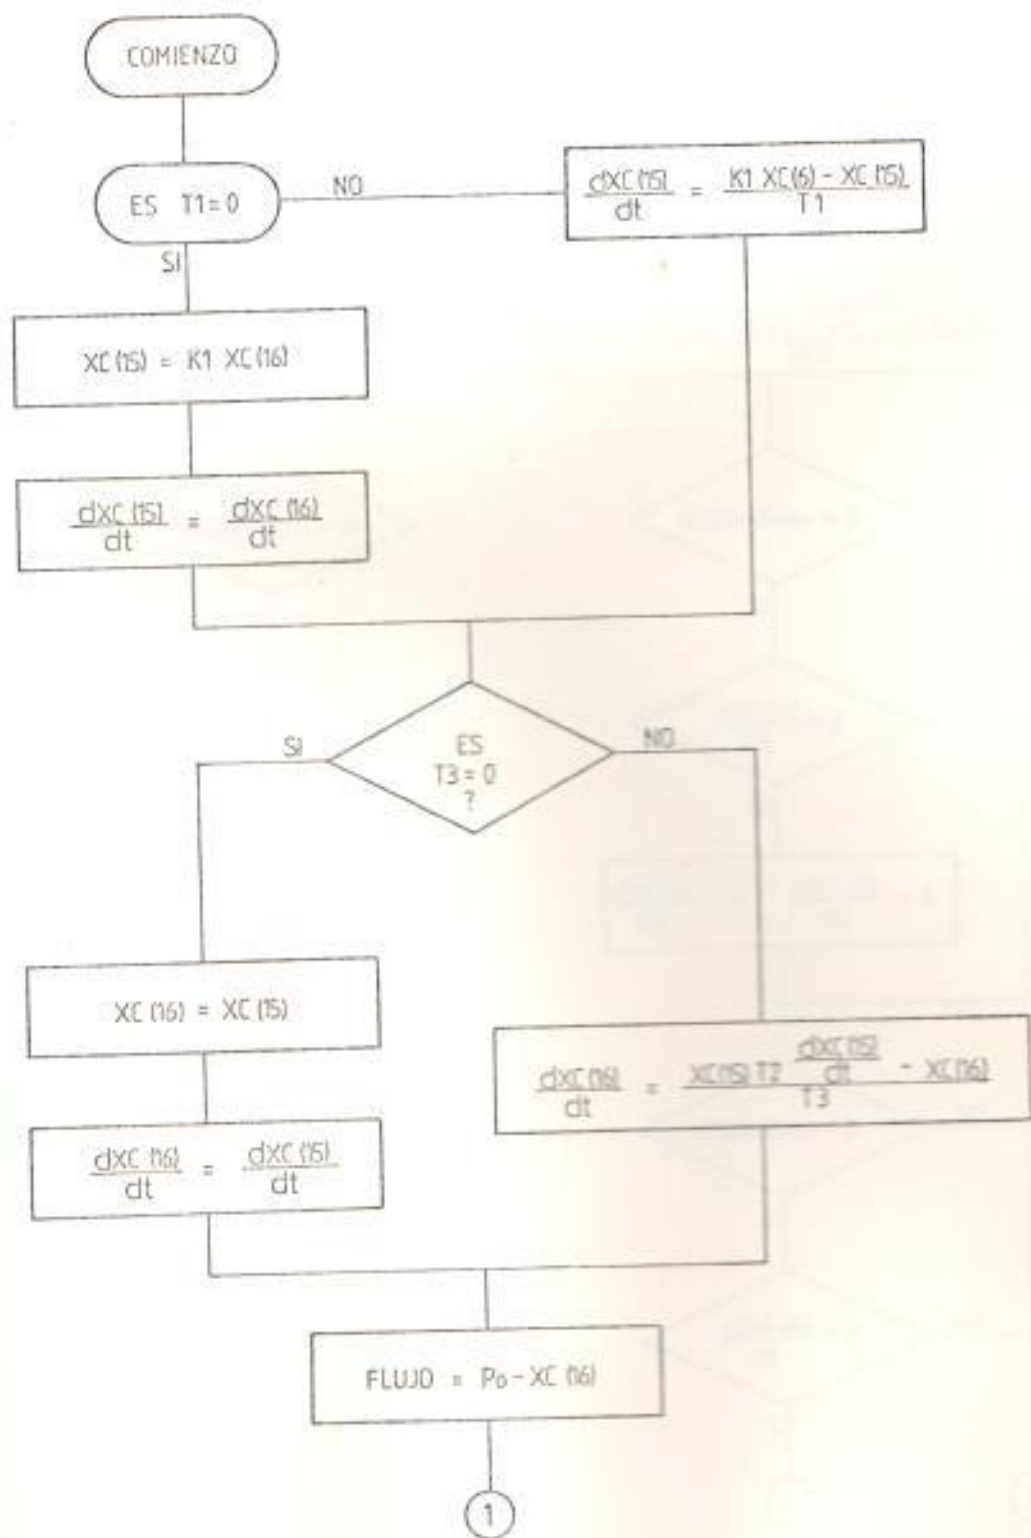 COMIENZO
ES T1 = 0
NO
dXC(15)/dt = K1 XC(6) - XC(15)/T1
SI
XC(15) = K1 XC(16)
dXC(15)/dt = dXC(16)/dt
ES
T3 = 0
?
SI
NO
XC(16) = XC(15)
dXC(16)/dt = XC(15) T2 dXC(15)/dt - XC(16)/T3
dXC(16)/dt = dXC(15)/dt
FLUJO = Po - XC(16)
1